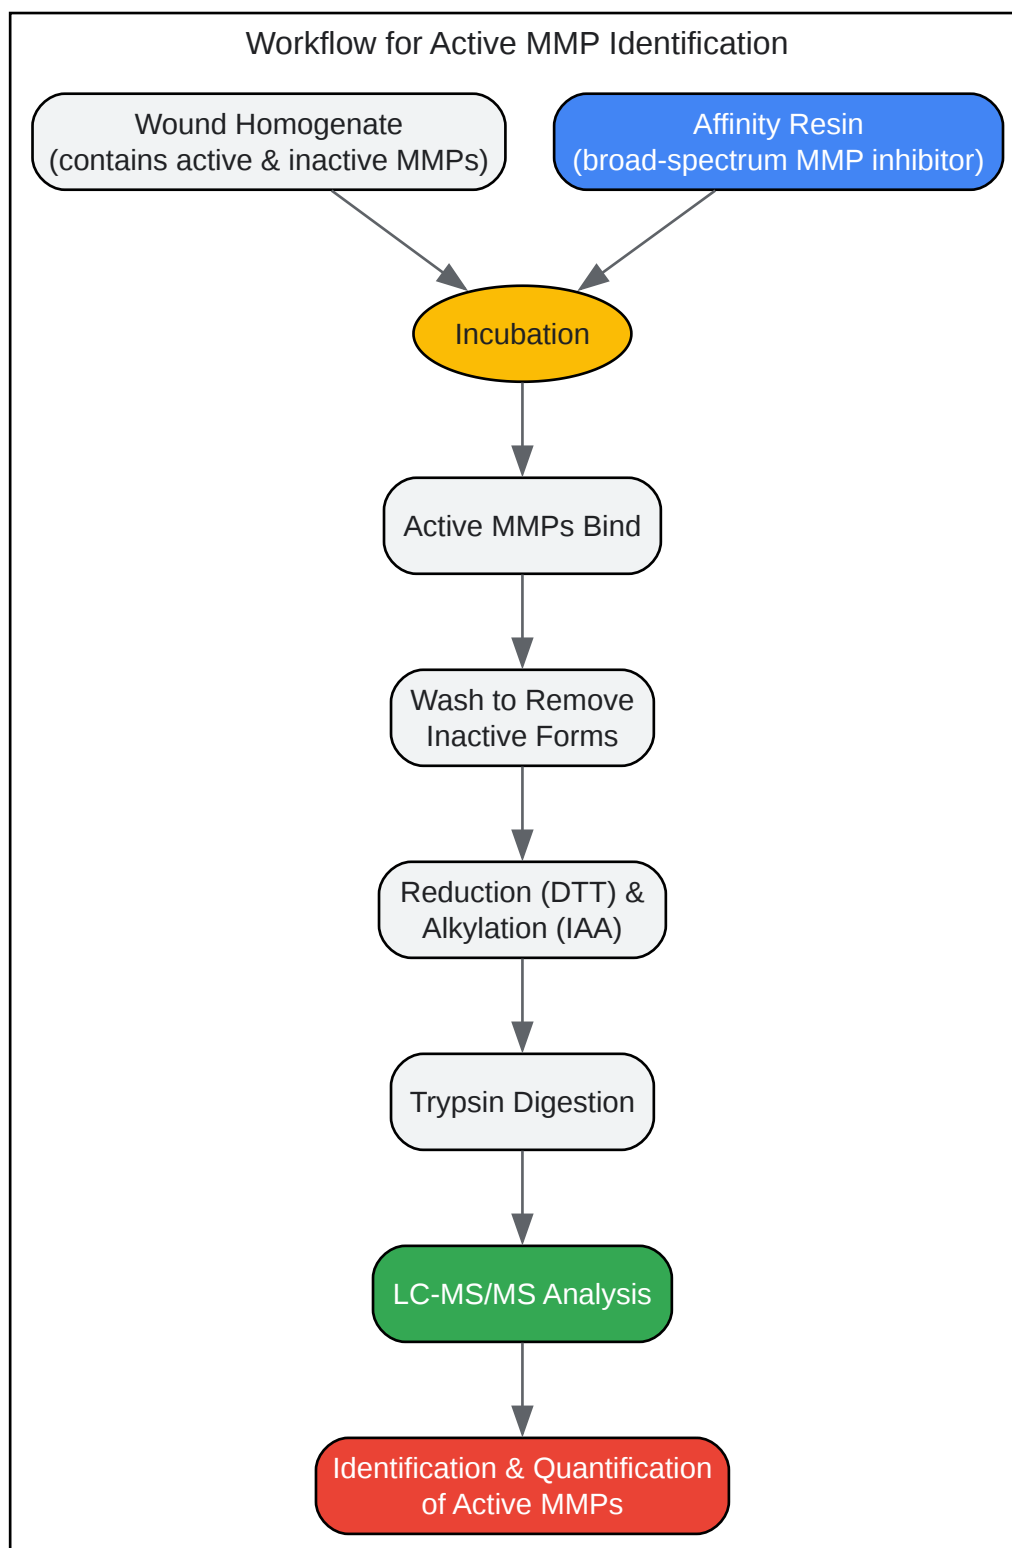 Workflow for Active MMP Identification
Wound Homogenate
(contains active & inactive MMPs)
Affinity Resin
(broad-spectrum MMP inhibitor)
Incubation
Active MMPs Bind
Wash to Remove
Inactive Forms
Reduction (DTT) &
Alkylation (IAA)
Trypsin Digestion
LC-MS/MS Analysis
Identification & Quantification
of Active MMPs